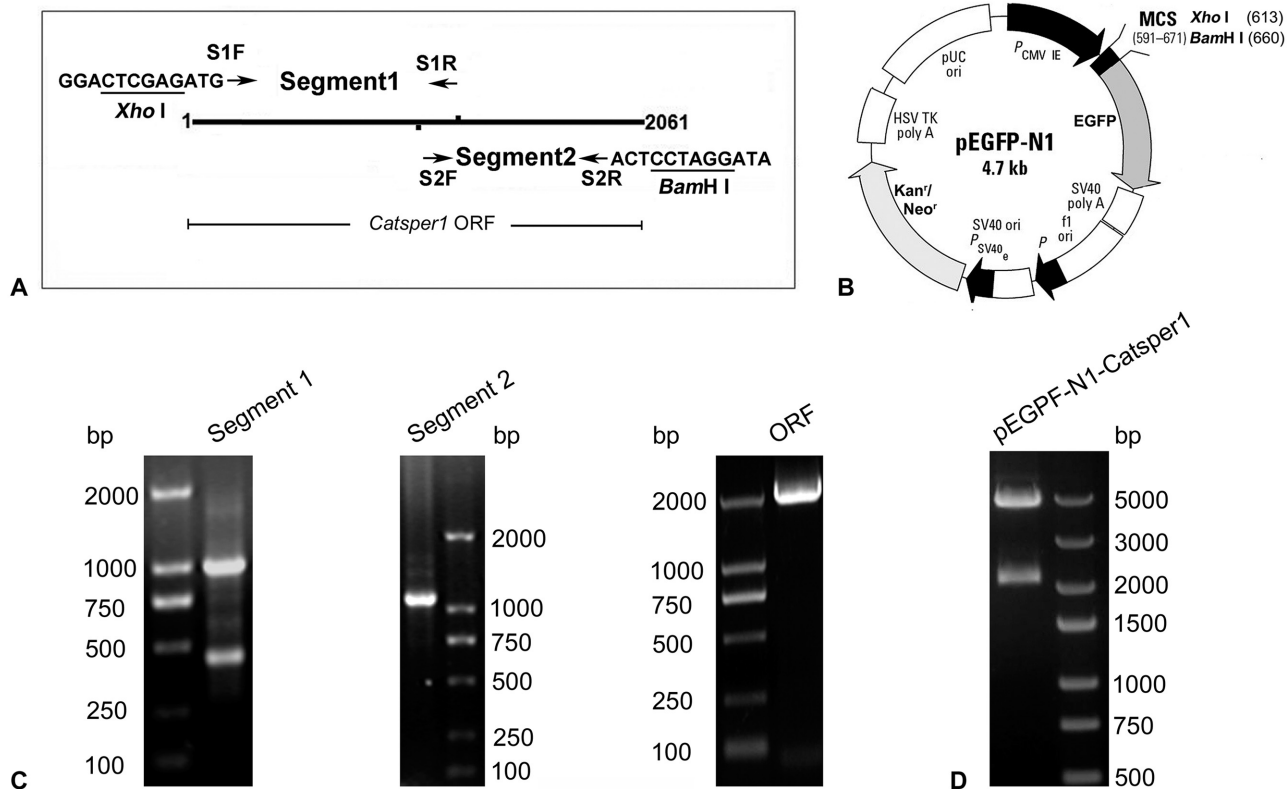 S1F
S1R
GGACTCGAGATG
Segment1
Xho I
1
2061
Segment2
ACTCCTAGGATA
S2F
S2R
BamH I
Catsper1 ORF
A
MCS Xho I (613)
(591–671) BamH I (660)
P CMV IE
pUC
ori
HSV TK
poly A
EGFP
pEGFP-N1
4.7 kb
Kanr/
Neor
SV40
poly A
f1
ori
SV40 ori
P SV40e
P
B
Segment 1
bp
2000
1000
750
500
250
100
Segment 2
bp
2000
1000
750
500
250
100
ORF
bp
2000
1000
750
500
250
100
C
pEGPF-N1-Catsper1
bp
5000
3000
2000
1500
1000
750
500
D